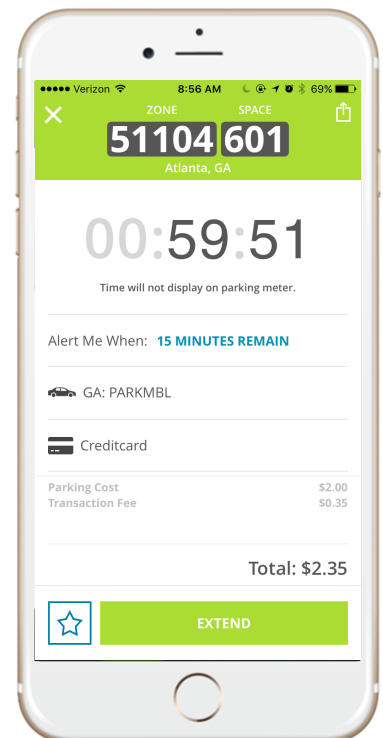 Verizon 8:56 AM 69%
ZONE SPACE
51104 601
Atlanta, GA
00:59:51
Time will not display on parking meter.
Alert Me When: 15 MINUTES REMAIN
GA: PARKMBL
Creditcard
Parking Cost $2.00
Transaction Fee $0.35
Total: $2.35
EXTEND